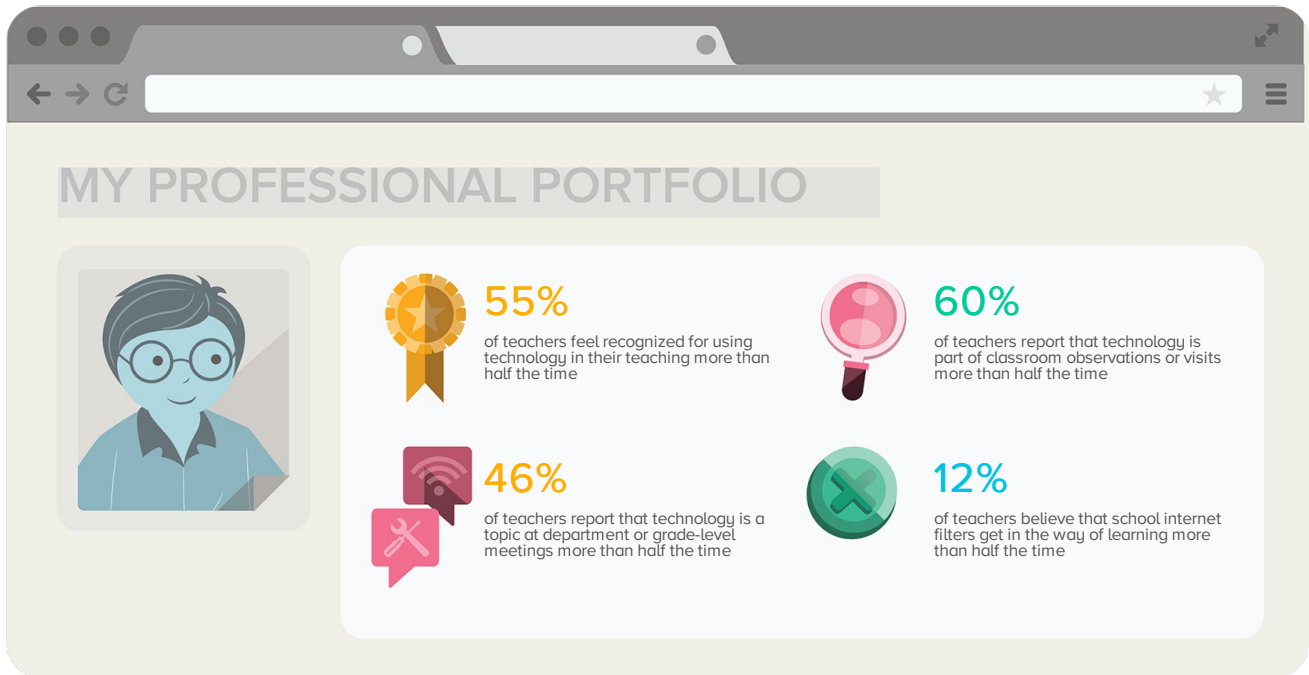 MY PROFESSIONAL PORTFOLIO
55%
of teachers feel recognized for using
technology in their teaching more than
half the time
60%
of teachers report that technology is
part of classroom observations or visits
more than half the time
46%
of teachers report that technology is a
topic at department or grade-level
meetings more than half the time
12%
of teachers believe that school internet
filters get in the way of learning more
than half the time